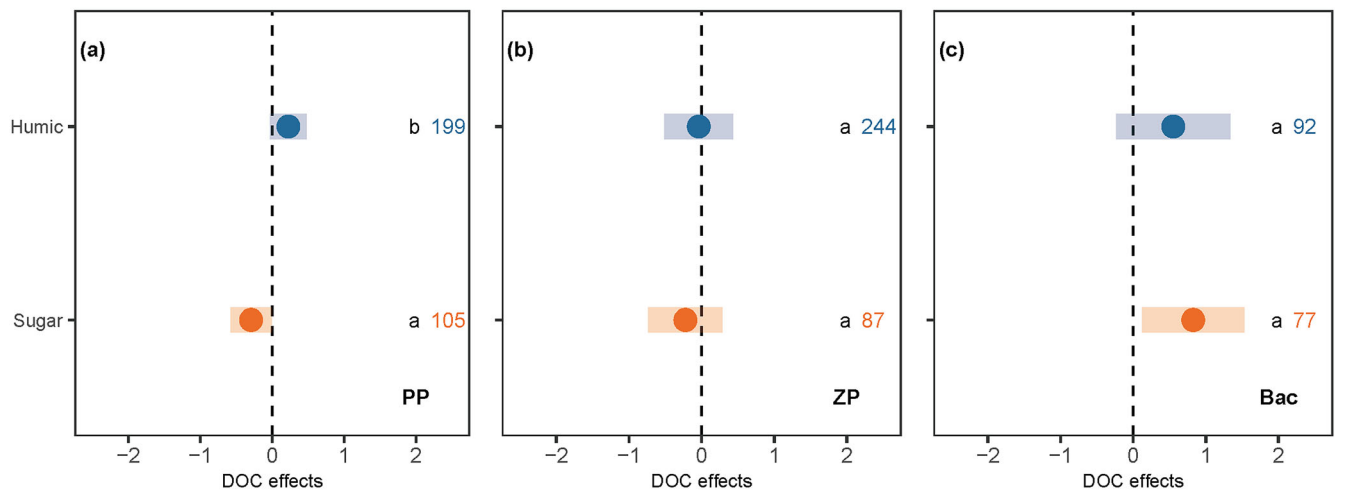 (a)
(b)
(c)
Humic
b 199
a 244
a 92
Sugar
a 105
a 87
a 77
PP
ZP
Bac
−2 −1 0 1 2
−2 −1 0 1 2
−2 −1 0 1 2
DOC effects
DOC effects
DOC effects